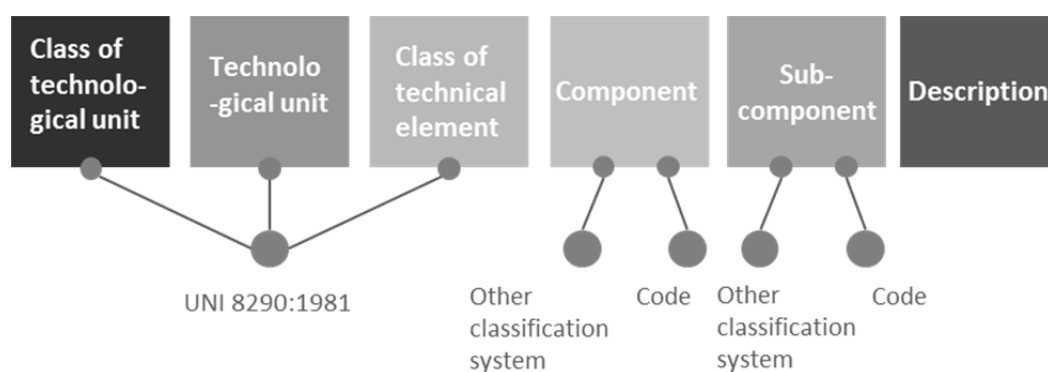 Class of
technolo-
gical unit
Technolo
-gical unit
Class of
technical
element
Component
Sub-
component
Description
UNI 8290:1981
Other
classification
system
Code
Other
classification
system
Code